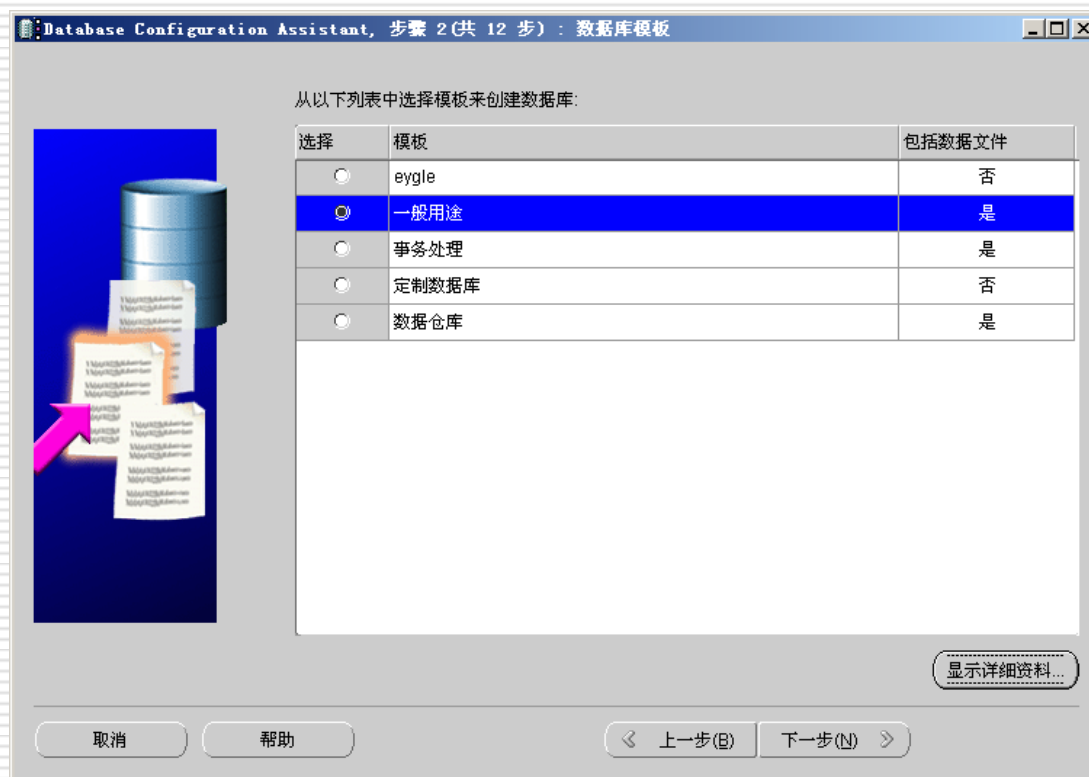 Database Configuration Assistant, 步骤 2(共 12 步) : 数据库模板
从以下列表中选择模板来创建数据库:
选择 模板 包括数据文件
eygle 否
一般用途 是
事务处理 是
定制数据库 否
数据仓库 是
显示详细资料...
取消 帮助 上一步(B) 下一步(N)